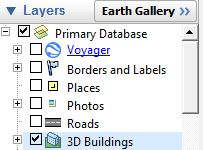 Layers Earth Gallery >>
Primary Database
Voyager
Borders and Labels
Places
Photos
Roads
3D Buildings